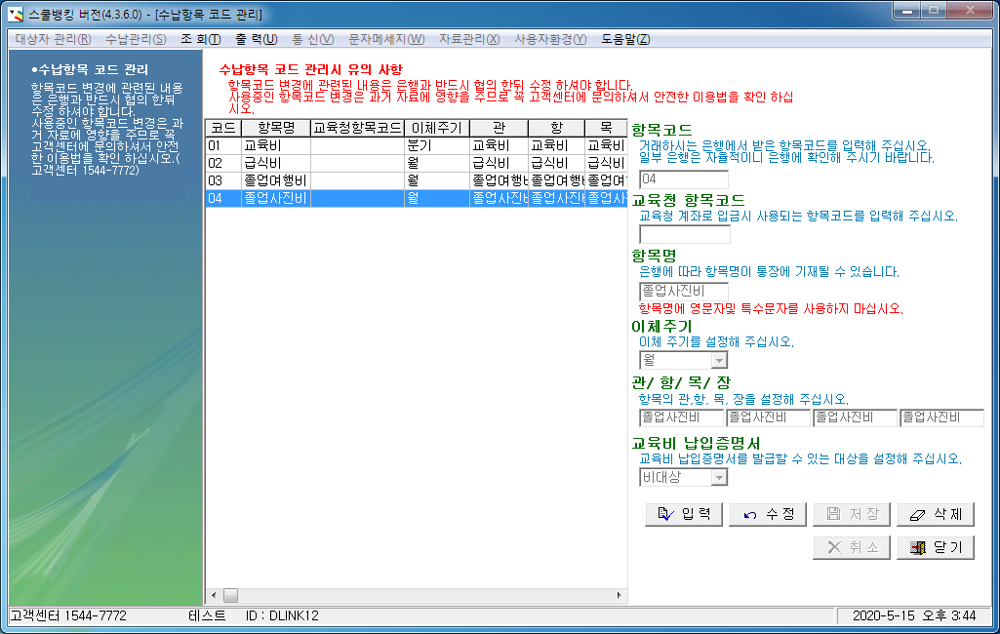 스쿨뱅킹 버전(4.3.6.0) - [수납항목 코드 관리]
대상자 관리(R) 수납관리(S) 조 회(T) 출 력(U) 통 신(V) 문자메세지(W) 자료관리(X) 사용자환경(Y) 도움말(Z)
•수납항목 코드 관리
항목코드 변경에 관련된 내용
은 은행과 반드시 협의 한뒤
수정 하셔야 합니다.
사용중인 항목코드 변경은 과
거 자료에 영향을 주므로 꼭
고객센터에 문의하셔서 안전
한 이용법을 확인 하십시오.(
고객센터 1544-7772)
수납항목 코드 관리시 유의 사항
항목코드 변경에 관련된 내용은 은행과 반드시 협의 한뒤 수정 하셔야 합니다.
사용중인 항목코드 변경은 과거 자료에 영향을 주므로 꼭 고객센터에 문의하셔서 안전한 이용법을 확인 하십
시오.
코드 항목명 교육청항목코드 이체주기 관 항 목
01 교육비 분기 교육비 교육비 교육비
02 급식비 월 급식비 급식비 급식비
03 졸업여행비 월 졸업여행비 졸업여행비 졸업여
04 졸업사진비 월 졸업사진비 졸업사진비 졸업사
항목코드
거래하시는 은행에서 받은 항목코드를 입력해 주십시오.
일부 은행은 자율적이니 은행에 확인해 주시기 바랍니다.
04
교육청 항목코드
교육청 계좌로 입금시 사용되는 항목코드를 입력해 주십시오.
항목명
은행에 따라 항목명이 통장에 기재될 수 있습니다.
졸업사진비
항목명에 영문자및 특수문자를 사용하지 마십시오.
이체주기
이체 주기를 설정해 주십시오.
월
관/ 항/ 목/ 장
항목의 관,항, 목, 장을 설정해 주십시오.
졸업사진비 졸업사진비 졸업사진비 졸업사진비
교육비 납입증명서
교육비 납입증명서를 발급할 수 있는 대상을 설정해 주십시오.
비대상
입 력 수 정 저 장 삭 제
취 소 닫 기
고객센터 1544-7772 테스트 ID : DLINK12 2020-5-15 오후 3:44